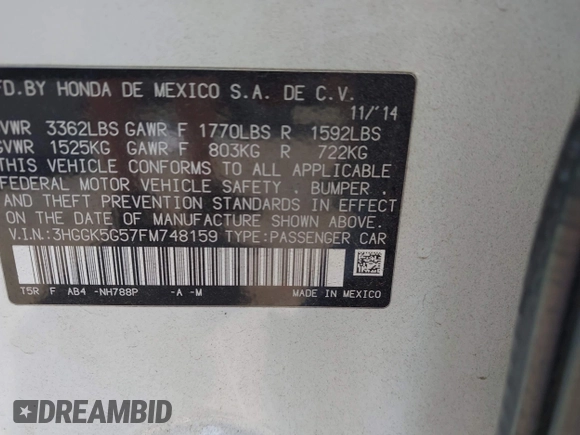 FD.BY HONDA DE MEXICO S.A. DE C.V.
11/'14
VWR 3362LBS GAWR F 1770LBS R 1592LBS
GVWR 1525KG GAWR F 803KG R 722KG
THIS VEHICLE CONFORMS TO ALL APPLICABLE
FEDERAL MOTOR VEHICLE SAFETY . BUMPER .
AND THEFT PREVENTION STANDARDS IN EFFECT
ON THE DATE OF MANUFACTURE SHOWN ABOVE.
V.I.N:3HGGK5G57FM748159 TYPE:PASSENGER CAR
T5R F AB4 -NH788P -A -M MADE IN MEXICO
DREAMBID